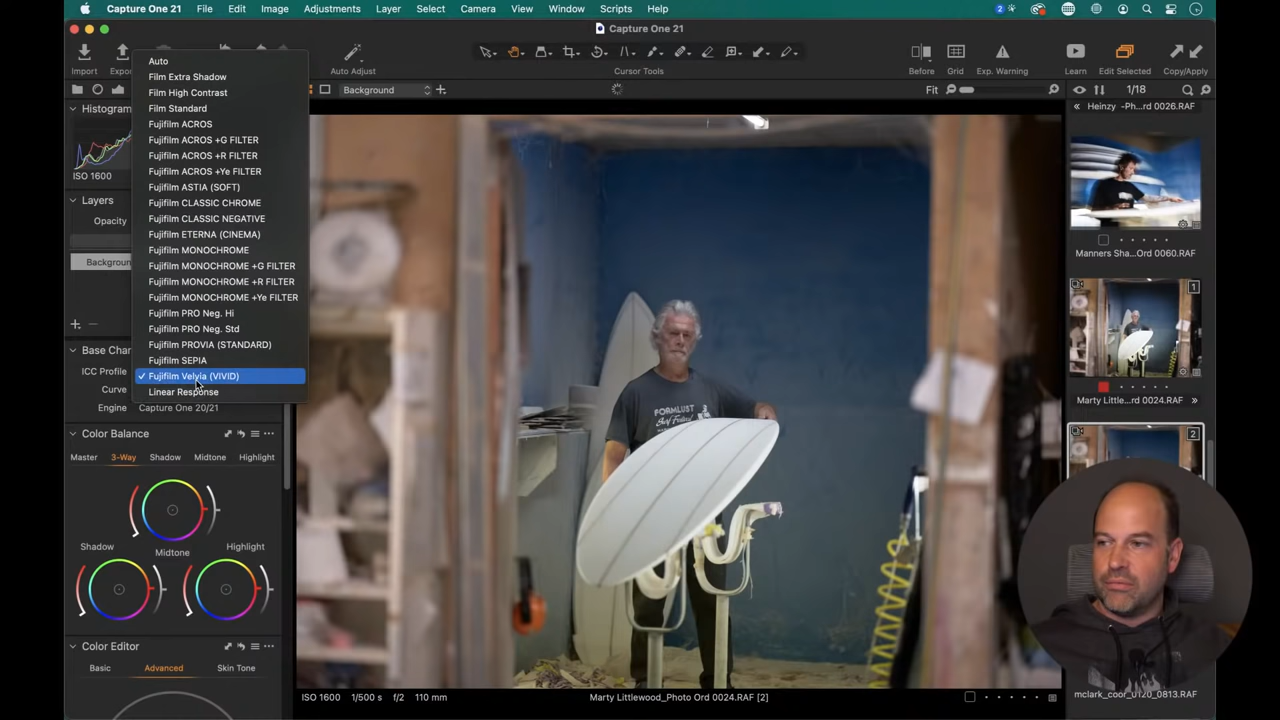 Capture One 21 File Edit Image Adjustments Layer Select Camera View Window Scripts Help 2
Capture One 21
Import
Auto Adjust
Cursor Tools
Before Grid Exp. Warning Learn Edit Selected Copy/Apply
Background
Fit
1/18
Heinzy -Ph...rd 0026.RAF
ISO 1600
Layers
Opacity
Auto
Film Extra Shadow
Film High Contrast
Film Standard
Fujifilm ACROS
Fujifilm ACROS +G FILTER
Fujifilm ACROS +R FILTER
Fujifilm ACROS +Ye FILTER
Fujifilm ASTIA (SOFT)
Fujifilm CLASSIC CHROME
Fujifilm CLASSIC NEGATIVE
Fujifilm ETERNA (CINEMA)
Fujifilm MONOCHROME
Fujifilm MONOCHROME +G FILTER
Fujifilm MONOCHROME +R FILTER
Fujifilm MONOCHROME +Ye FILTER
Fujifilm PRO Neg. Hi
Fujifilm PRO Neg. Std
Fujifilm PROVIA (STANDARD)
Fujifilm SEPIA
Fujifilm Velvia (VIVID)
Linear Response
ICC Profile
Curve
Engine Capture One 20/21
Color Balance
Master 3-Way Shadow Midtone Highlight
Shadow Midtone Highlight
Color Editor
Basic Advanced Skin Tone
FORMLUST
Surf Festival
Manners Sha...Ord 0060.RAF
1
Marty Little...rd 0024.RAF
2
mclark_coor_0120_0813.RAF
ISO 1600 1/500 s f/2 110 mm
Marty Littlewood_Photo Ord 0024.RAF [2]